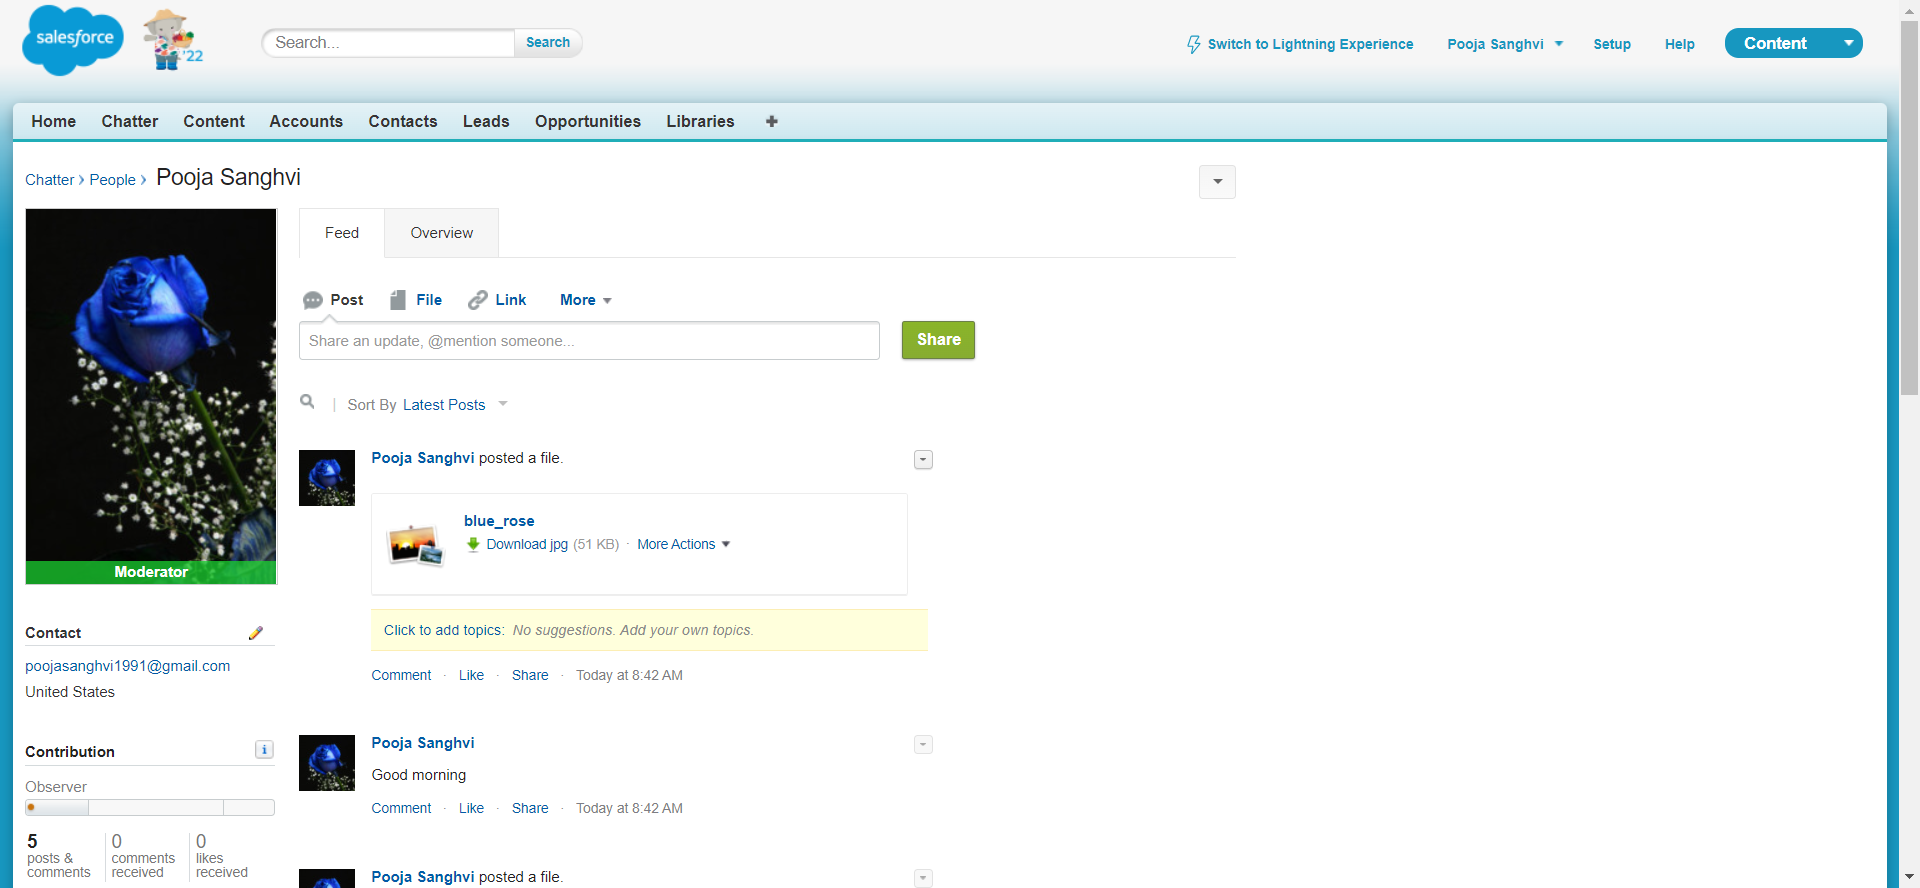 salesforce
'22
Search...
Search
Switch to Lightning Experience
Pooja Sanghvi
Setup
Help
Content
Home
Chatter
Content
Accounts
Contacts
Leads
Opportunities
Libraries
+
Chatter › People › Pooja Sanghvi
Feed
Overview
Post
File
Link
More
Share an update, @mention someone...
Share
| Sort By Latest Posts
Moderator
Contact
poojasanghvi1991@gmail.com
United States
Contribution
i
Observer
5
posts &
comments
0
comments
received
0
likes
received
Pooja Sanghvi posted a file.
blue_rose
Download jpg (51 KB) · More Actions
Click to add topics: No suggestions. Add your own topics.
Comment · Like · Share · Today at 8:42 AM
Pooja Sanghvi
Good morning
Comment · Like · Share · Today at 8:42 AM
Pooja Sanghvi posted a file.